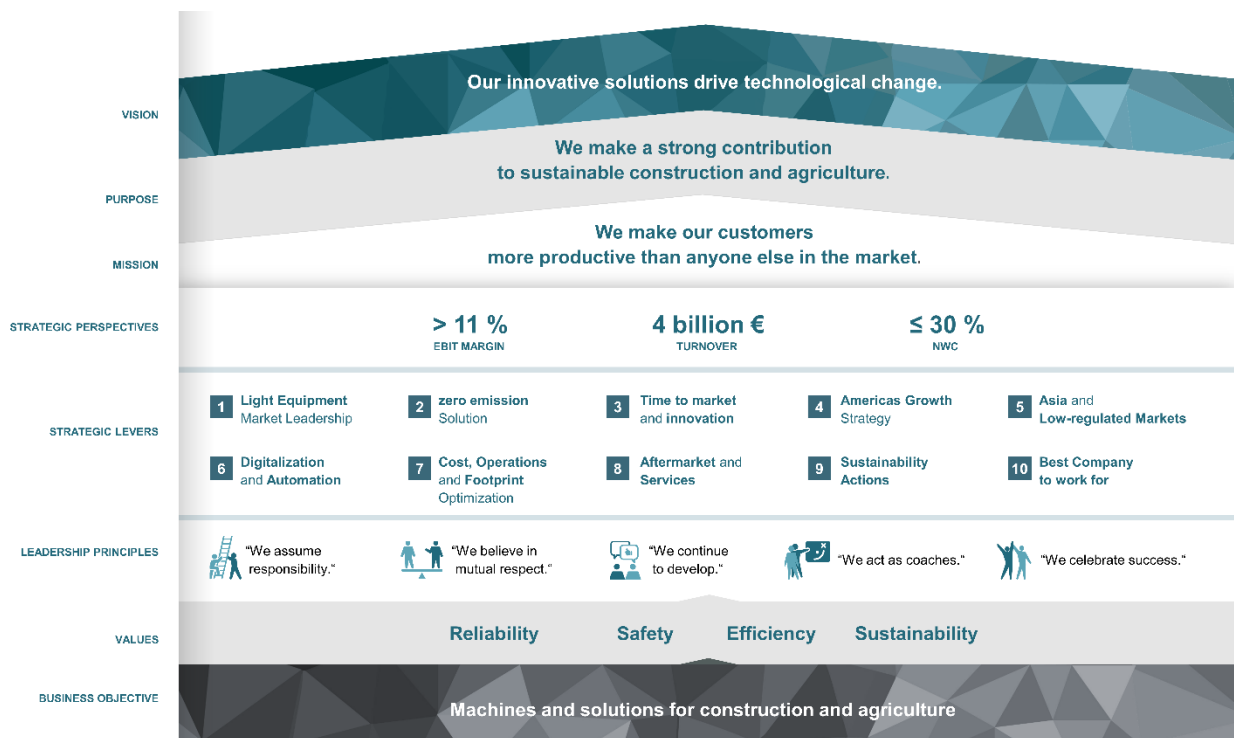 Our innovative solutions drive technological change.
VISION
We make a strong contribution
to sustainable construction and agriculture.
PURPOSE
We make our customers
more productive than anyone else in the market.
MISSION
STRATEGIC PERSPECTIVES
> 11 %
EBIT MARGIN
4 billion €
TURNOVER
≤ 30 %
NWC
STRATEGIC LEVERS
1
Light Equipment
Market Leadership
2
zero emission
Solution
3
Time to market
and innovation
4
Americas Growth
Strategy
5
Asia and
Low-regulated Markets
6
Digitalization
and Automation
7
Cost, Operations
and Footprint
Optimization
8
Aftermarket and
Services
9
Sustainability
Actions
10
Best Company
to work for
LEADERSHIP PRINCIPLES
"We assume
responsibility."
"We believe in
mutual respect."
"We continue
to develop."
"We act as coaches."
"We celebrate success."
VALUES
Reliability
Safety
Efficiency
Sustainability
BUSINESS OBJECTIVE
Machines and solutions for construction and agriculture